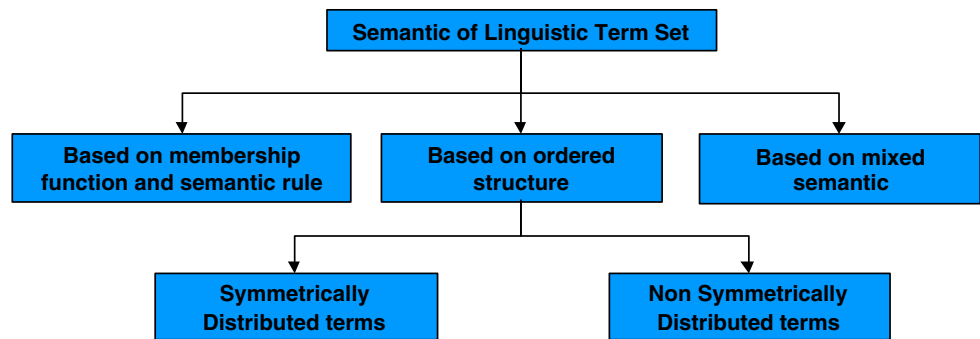 Semantic of Linguistic Term Set
Based on membership
function and semantic rule
Based on ordered
structure
Based on mixed
semantic
Symmetrically
Distributed terms
Non Symmetrically
Distributed terms